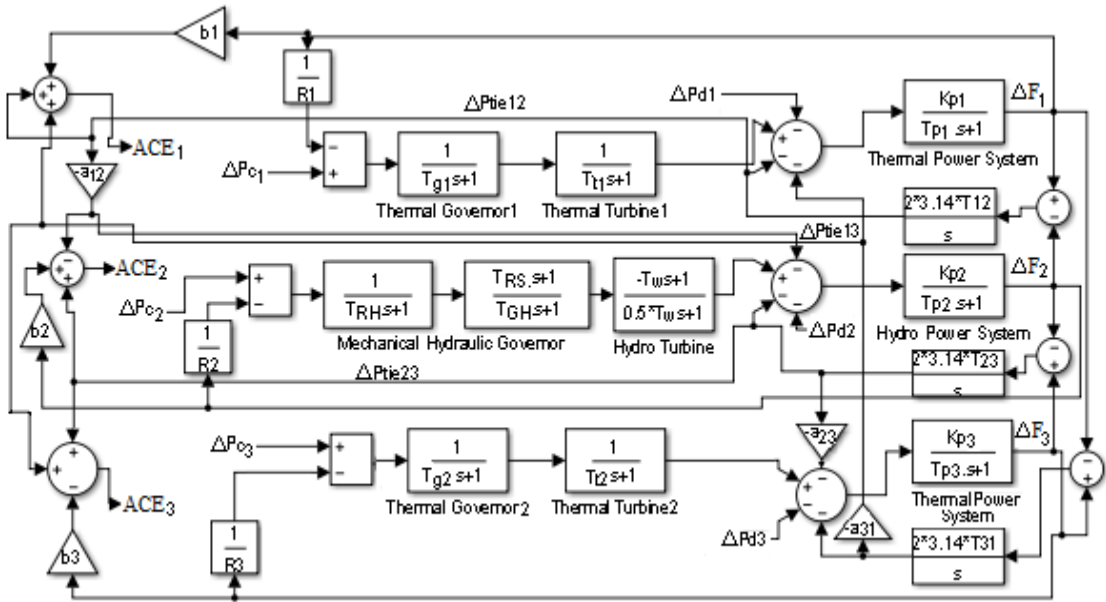 b1
1
R1
ΔPtie12
ΔPd1
Kp1
Tp1 .s+1
ΔF1
Thermal Power System
ACE1
-a12
ΔPc1
-
+
1
Tg1s+1
Thermal Governor1
1
Tt1s+1
Thermal Turbine1
2*3.14*T12
s
ΔPtie13
ACE2
ΔPc2
+
-
1
TRHs+1
TRS.s+1
TGHs+1
Mechanical Hydraulic Governor
-Tws+1
0.5*Tws+1
Hydro Turbine
ΔPd2
Kp2
Tp2 s+1
ΔF2
Hydro Power System
b2
1
R2
ΔPtie23
2*3.14*T23
s
ΔPc3
+
-
1
Tg2 s+1
Thermal Governor2
1
Tt2s+1
Thermal Turbine2
-a23
Kp3
Tp3.s+1
ΔF3
Thermal Power
System
ACE3
ΔPd3
-a31
b3
1
R3
2*3.14*T31
s